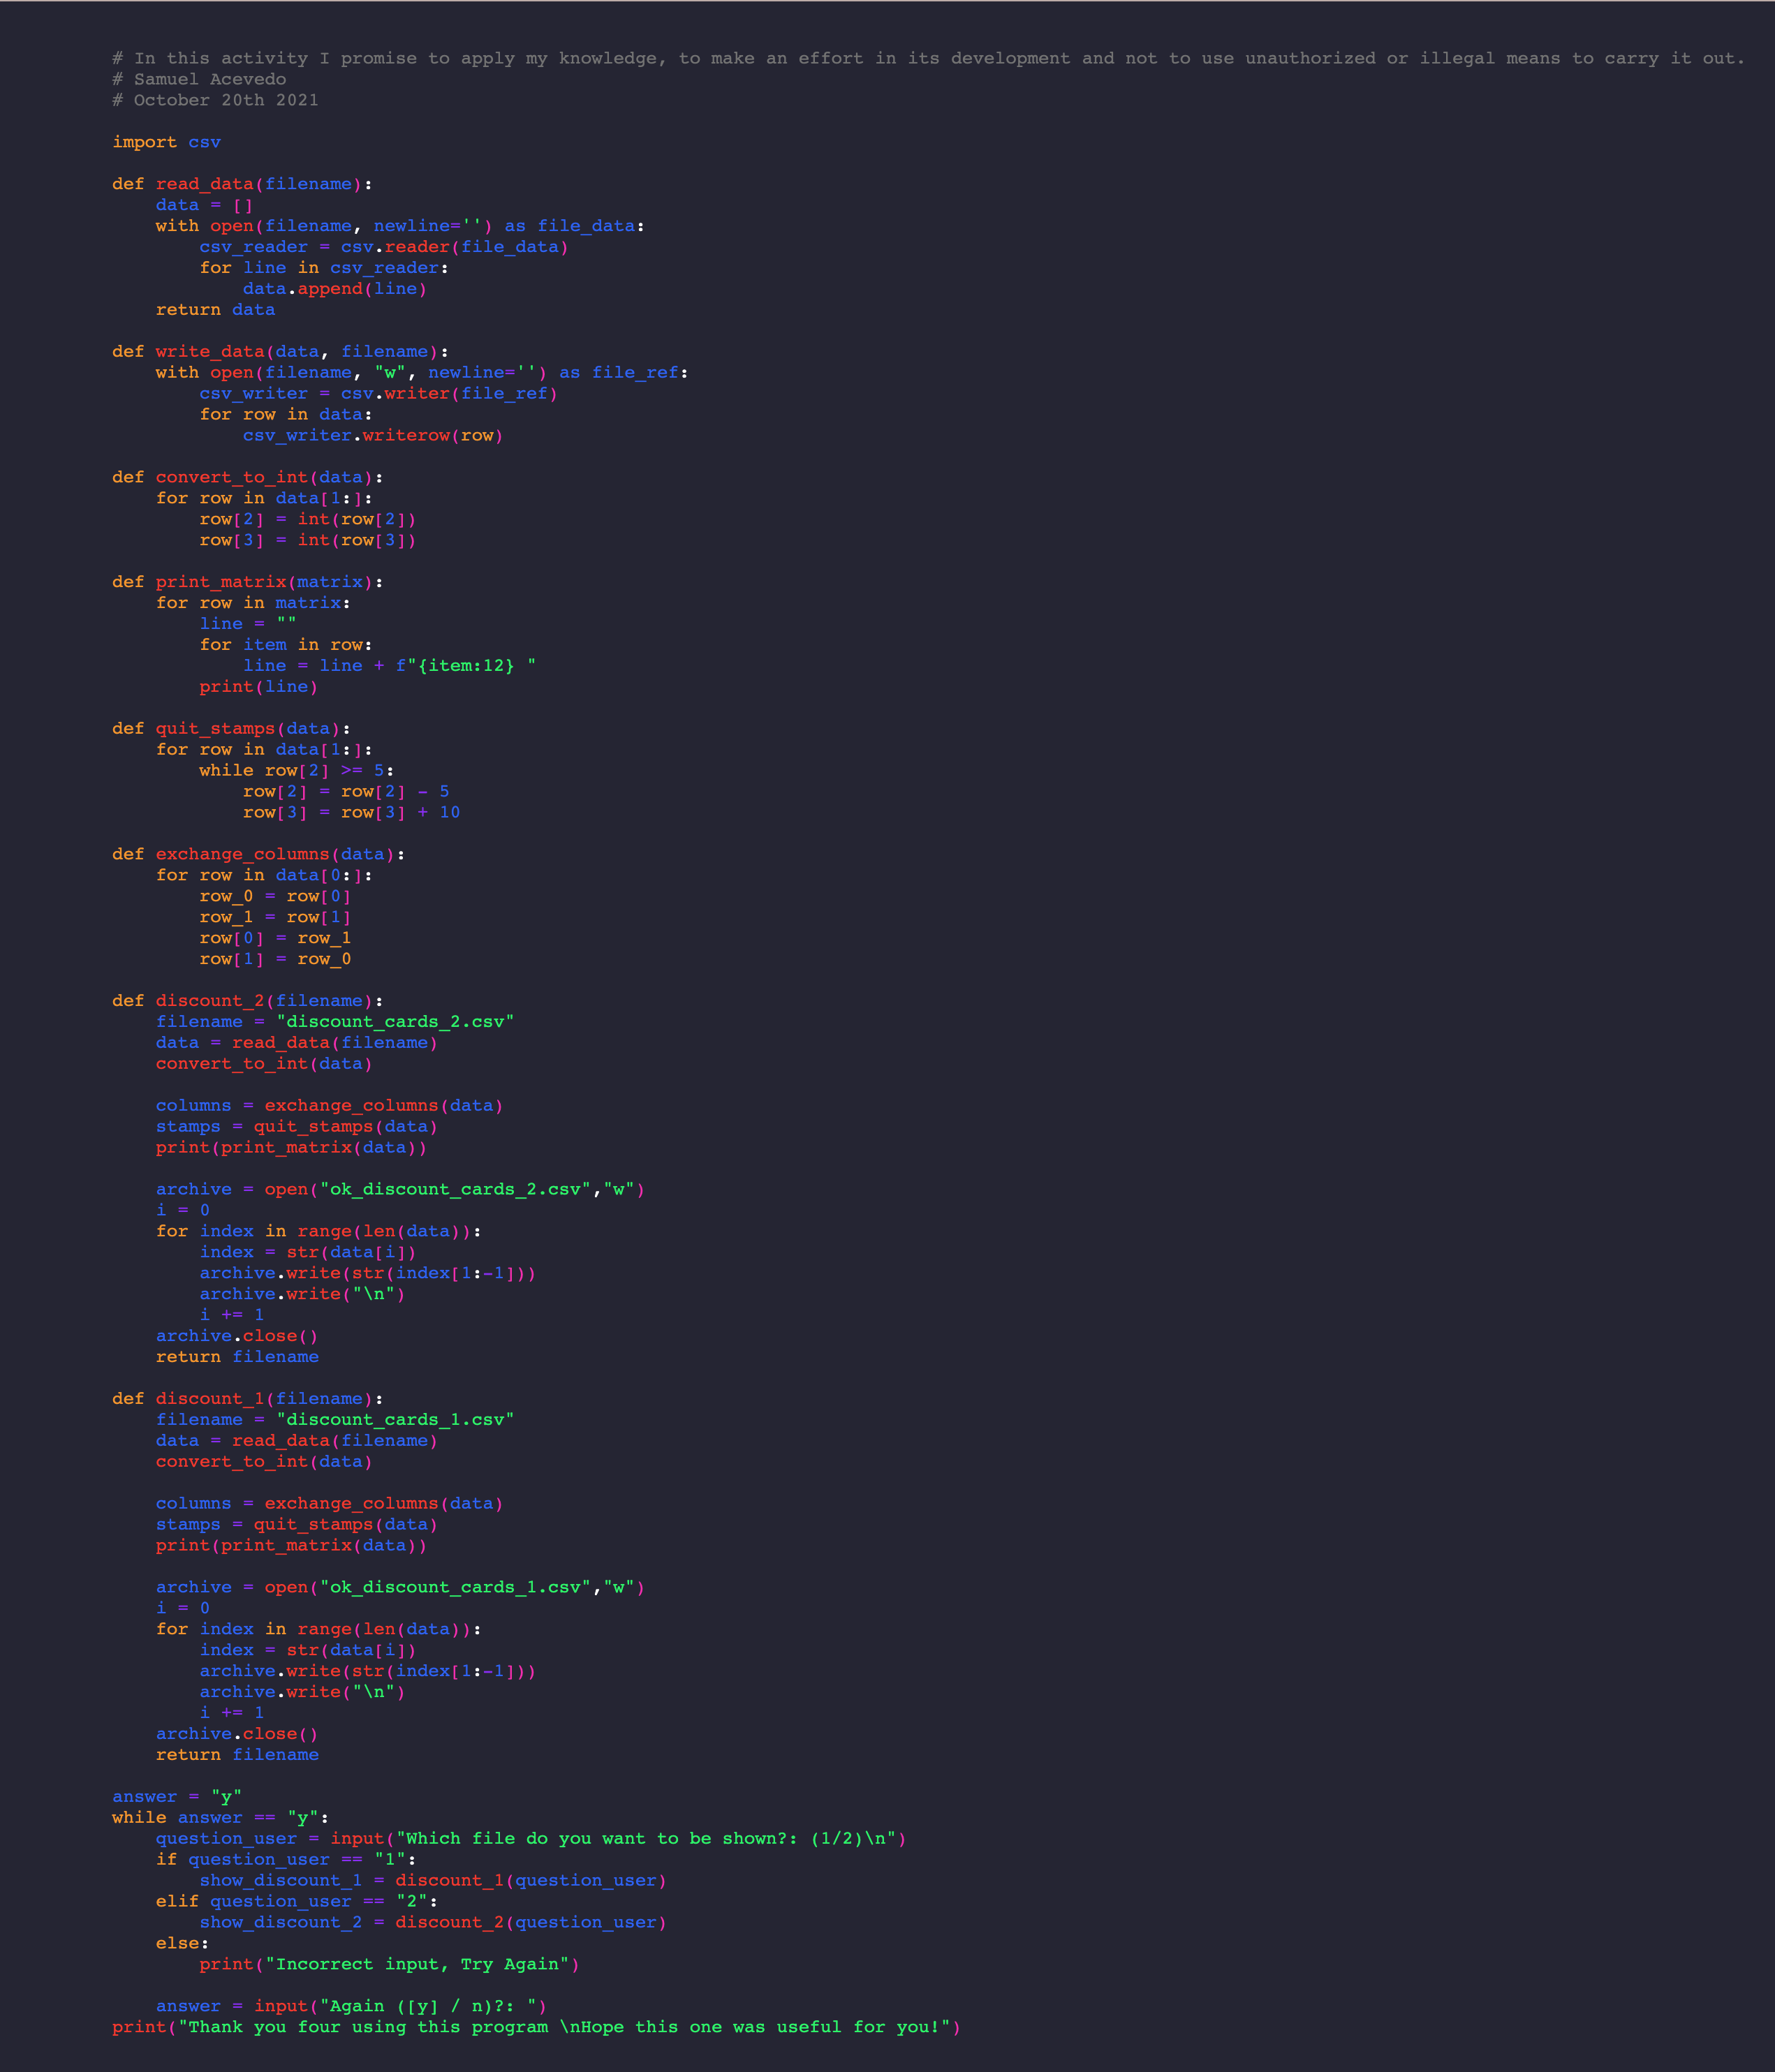 # In this activity I promise to apply my knowledge, to make an effort in its development and not to use unauthorized or illegal means to carry it out.
# Samuel Acevedo
# October 20th 2021

import csv

def read_data(filename):
    data = []
    with open(filename, newline='') as file_data:
        csv_reader = csv.reader(file_data)
        for line in csv_reader:
            data.append(line)
    return data

def write_data(data, filename):
    with open(filename, "w", newline='') as file_ref:
        csv_writer = csv.writer(file_ref)
        for row in data:
            csv_writer.writerow(row)

def convert_to_int(data):
    for row in data[1:]:
        row[2] = int(row[2])
        row[3] = int(row[3])

def print_matrix(matrix):
    for row in matrix:
        line = ""
        for item in row:
            line = line + f"{item:12} "
        print(line)

def quit_stamps(data):
    for row in data[1:]:
        while row[2] >= 5:
            row[2] = row[2] - 5
            row[3] = row[3] + 10

def exchange_columns(data):
    for row in data[0:]:
        row_0 = row[0]
        row_1 = row[1]
        row[0] = row_1
        row[1] = row_0

def discount_2(filename):
    filename = "discount_cards_2.csv"
    data = read_data(filename)
    convert_to_int(data)

    columns = exchange_columns(data)
    stamps = quit_stamps(data)
    print(print_matrix(data))

    archive = open("ok_discount_cards_2.csv","w")
    i = 0
    for index in range(len(data)):
        index = str(data[i])
        archive.write(str(index[1:-1]))
        archive.write("\n")
        i += 1
    archive.close()
    return filename

def discount_1(filename):
    filename = "discount_cards_1.csv"
    data = read_data(filename)
    convert_to_int(data)

    columns = exchange_columns(data)
    stamps = quit_stamps(data)
    print(print_matrix(data))

    archive = open("ok_discount_cards_1.csv","w")
    i = 0
    for index in range(len(data)):
        index = str(data[i])
        archive.write(str(index[1:-1]))
        archive.write("\n")
        i += 1
    archive.close()
    return filename

answer = "y"
while answer == "y":
    question_user = input("Which file do you want to be shown?: (1/2)\n")
    if question_user == "1":
        show_discount_1 = discount_1(question_user)
    elif question_user == "2":
        show_discount_2 = discount_2(question_user)
    else:
        print("Incorrect input, Try Again")

    answer = input("Again ([y] / n)?: ")
print("Thank you four using this program \nHope this one was useful for you!")